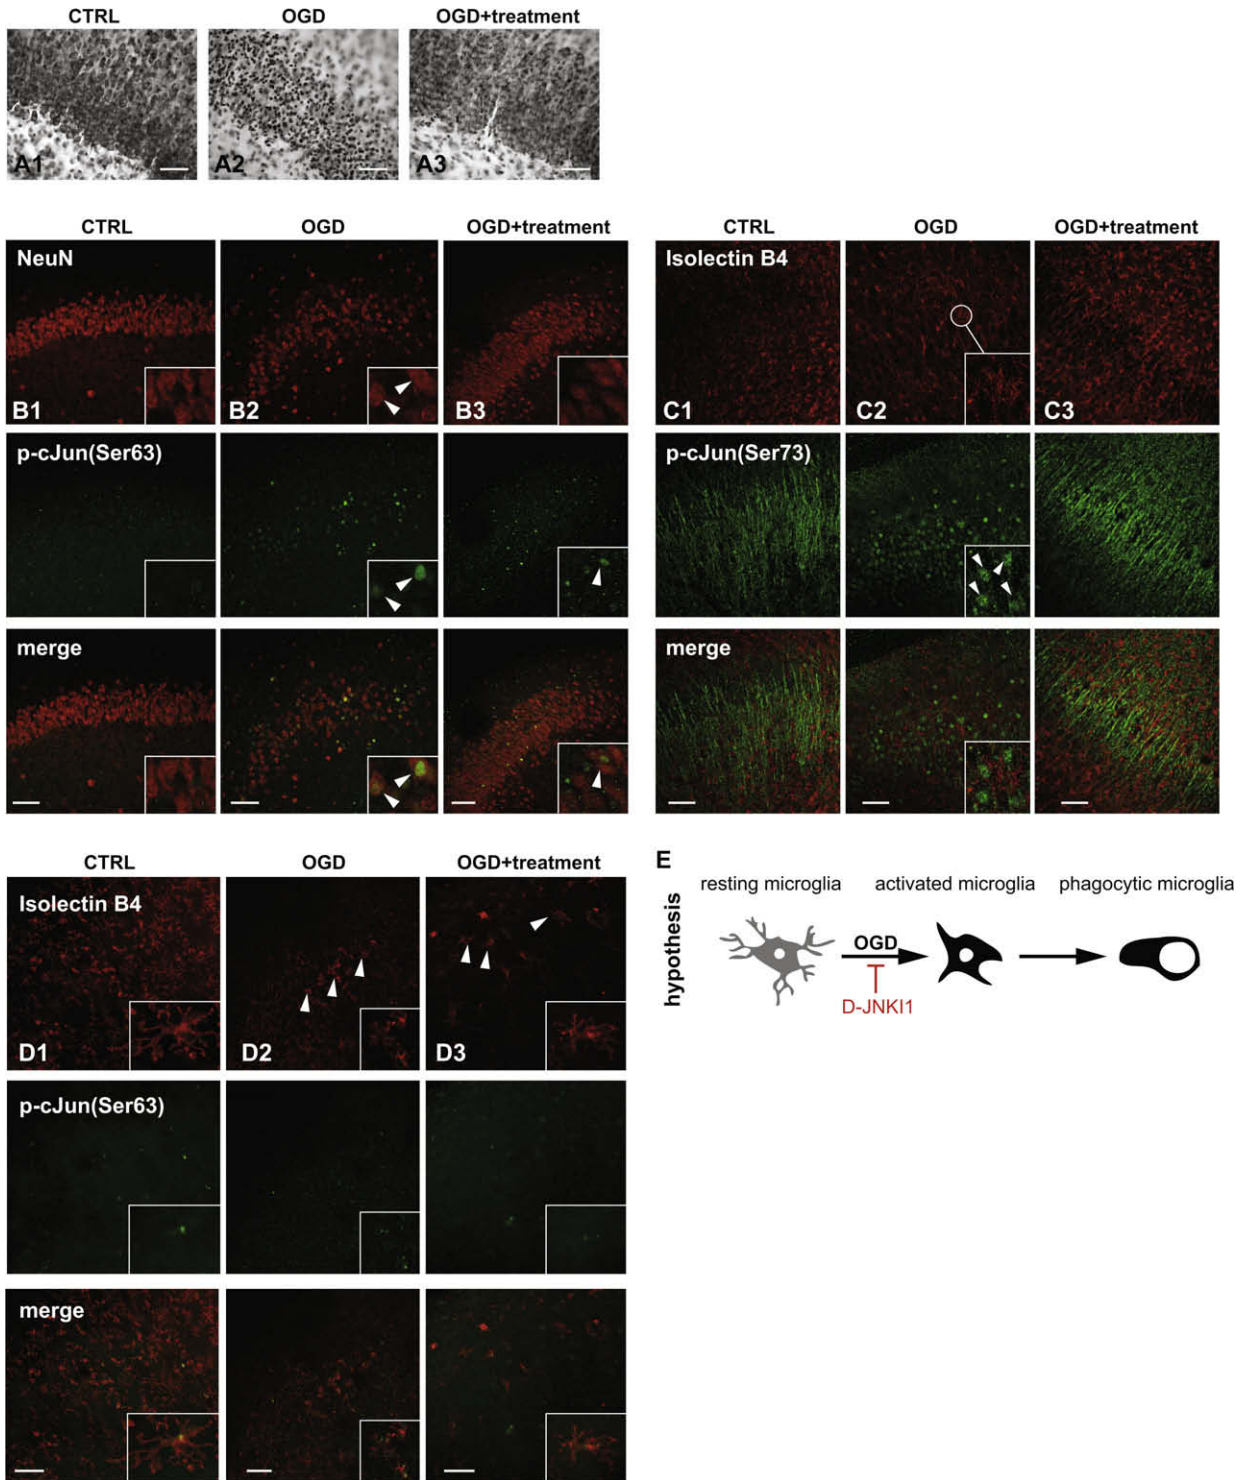 CTRL OGD OGD+treatment
A1 A2 A3
CTRL OGD OGD+treatment
NeuN
B1 B2 B3
p-cJun(Ser63)
merge
CTRL OGD OGD+treatment
Isolectin B4
C1 C2 C3
p-cJun(Ser73)
merge
CTRL OGD OGD+treatment
Isolectin B4
D1 D2 D3
p-cJun(Ser63)
merge
E
hypothesis
resting microglia activated microglia phagocytic microglia
OGD
D-JNKI1